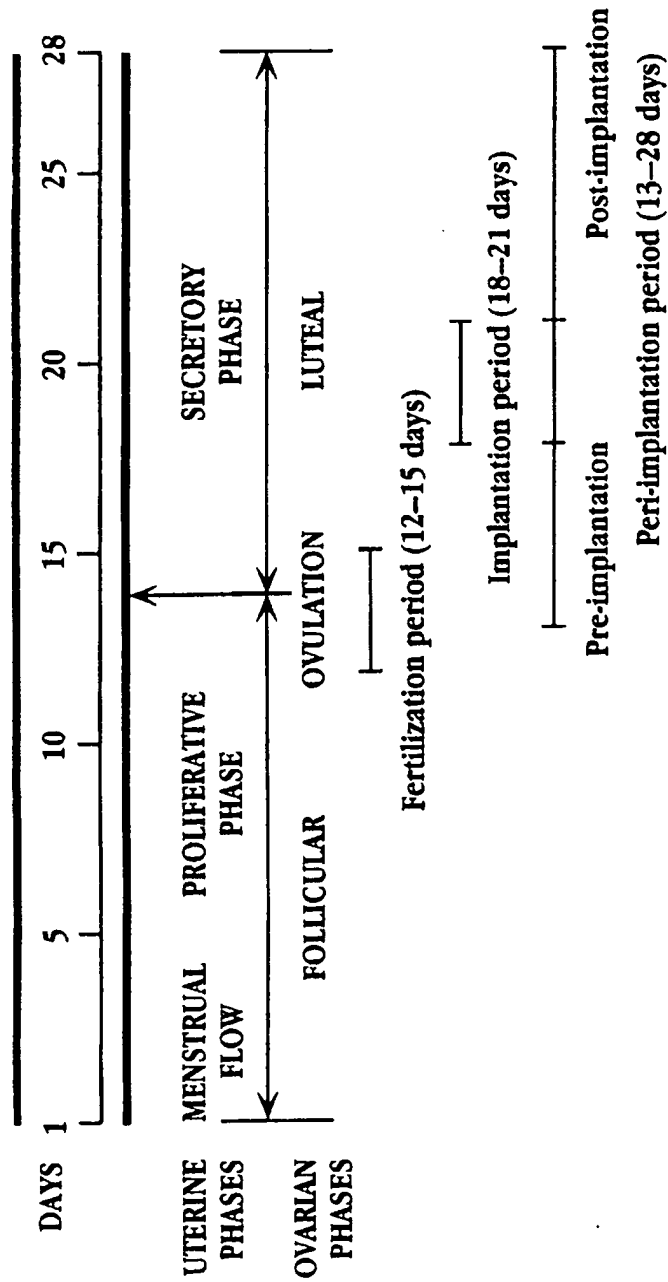 DAYS 1 5 10 15 20 25 28
UTERINE MENSTRUAL PROLIFERATIVE SECRETORY
PHASES FLOW PHASE PHASE
OVARIAN FOLLICULAR OVULATION LUTEAL
PHASES
Fertilization period (12–15 days)
Implantation period (18–21 days)
Pre-implantation Post-implantation
Peri-implantation period (13–28 days)